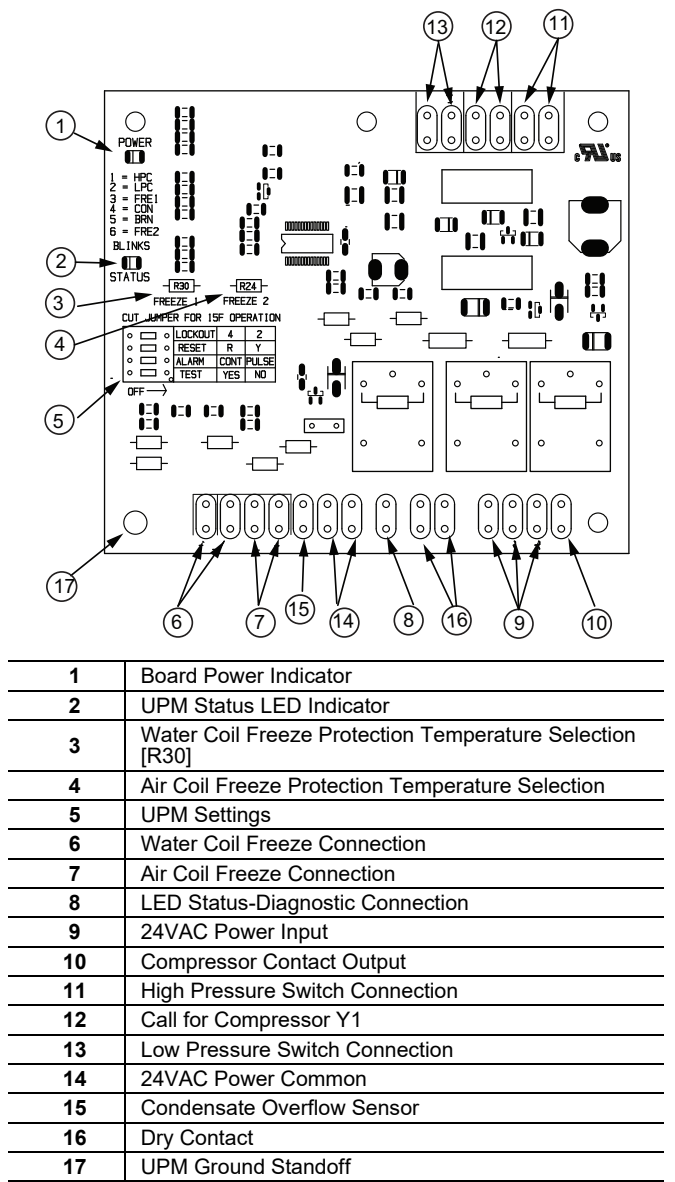 13 12 11
1
POWER
c RU US
1 = HPC
2 = LPC
3 = FRE1
4 = CON
5 = BRN
6 = FRE2
BLINKS
2
STATUS
R30 R24
3
FREEZE 1 FREEZE 2
CUT JUMPER FOR 15F OPERATION
4
LOCKOUT 4 2
RESET R Y
ALARM CONT PULSE
TEST YES NO
OFF
5
17
6 7 15 14 8 16 9 10
1 Board Power Indicator
2 UPM Status LED Indicator
3 Water Coil Freeze Protection Temperature Selection
[R30]
4 Air Coil Freeze Protection Temperature Selection
5 UPM Settings
6 Water Coil Freeze Connection
7 Air Coil Freeze Connection
8 LED Status-Diagnostic Connection
9 24VAC Power Input
10 Compressor Contact Output
11 High Pressure Switch Connection
12 Call for Compressor Y1
13 Low Pressure Switch Connection
14 24VAC Power Common
15 Condensate Overflow Sensor
16 Dry Contact
17 UPM Ground Standoff